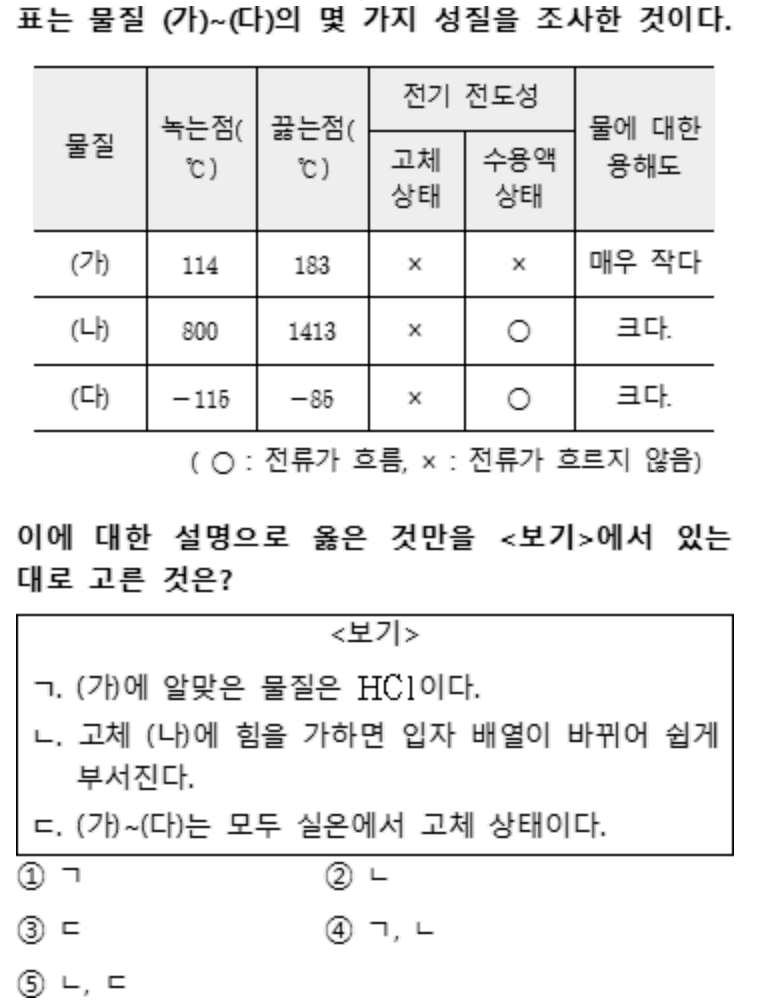 표는 물질 (가)~(다)의 몇 가지 성질을 조사한 것이다.
물질 녹는점(℃) 끓는점(℃) 전기 전도성 물에 대한 용해도
고체 상태 수용액 상태
(가) 114 183 × × 매우 작다
(나) 800 1413 × ○ 크다.
(다) －115 －85 × ○ 크다.
( ○ : 전류가 흐름, × : 전류가 흐르지 않음)
이에 대한 설명으로 옳은 것만을 <보기>에서 있는
대로 고른 것은?
<보기>
ㄱ. (가)에 알맞은 물질은 HCl이다.
ㄴ. 고체 (나)에 힘을 가하면 입자 배열이 바뀌어 쉽게
부서진다.
ㄷ. (가)~(다)는 모두 실온에서 고체 상태이다.
① ㄱ ② ㄴ
③ ㄷ ④ ㄱ, ㄴ
⑤ ㄴ, ㄷ